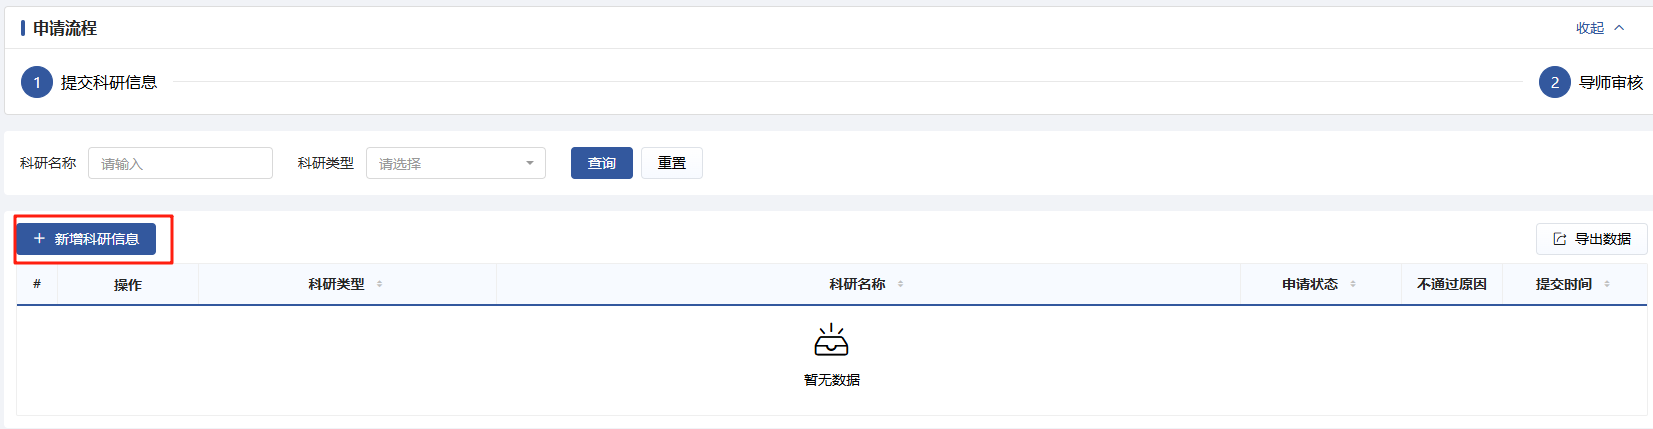 申请流程 收起
1 提交科研信息 2 导师审核
科研名称 请输入 科研类型 请选择 查询 重置
+ 新增科研信息 导出数据
# 操作 科研类型 科研名称 申请状态 不通过原因 提交时间
暂无数据